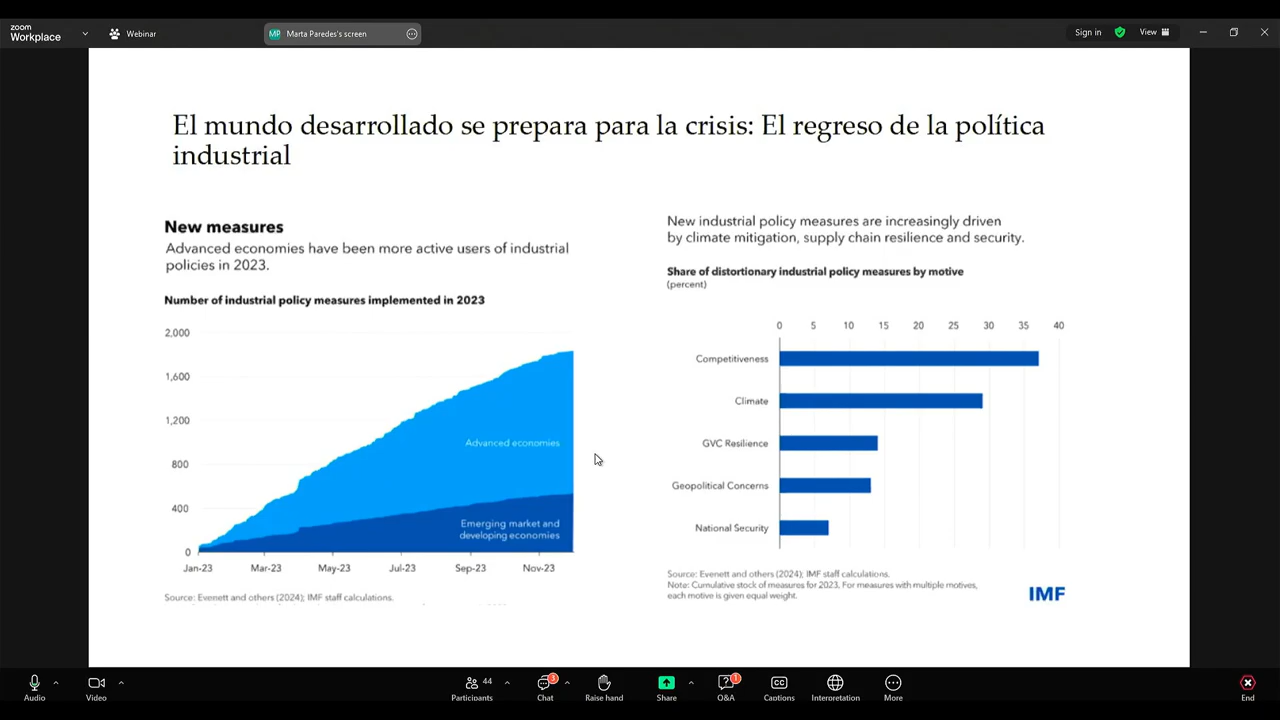 zoom
Workplace
Webinar
MP Marta Paredes's screen
Sign in
View
El mundo desarrollado se prepara para la crisis: El regreso de la política
industrial
New measures
Advanced economies have been more active users of industrial
policies in 2023.
Number of industrial policy measures implemented in 2023
2,000
1,600
1,200
800
400
0
Advanced economies
Emerging market and
developing economies
Jan-23 Mar-23 May-23 Jul-23 Sep-23 Nov-23
Source: Evenett and others (2024); IMF staff calculations.
New industrial policy measures are increasingly driven
by climate mitigation, supply chain resilience and security.
Share of distortionary industrial policy measures by motive
(percent)
0 5 10 15 20 25 30 35 40
Competitiveness
Climate
GVC Resilience
Geopolitical Concerns
National Security
Source: Evenett and others (2024); IMF staff calculations.
Note: Cumulative stock of measures for 2023. For measures with multiple motives,
each motive is given equal weight.
IMF
Audio
Video
Participants 44
Chat 3
Raise hand
Share
Q&A 1
CC Captions
Interpretation
More
End